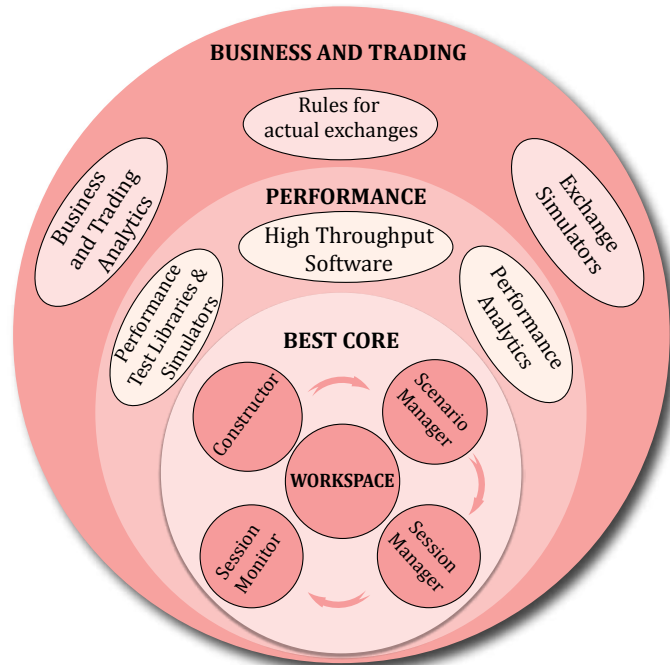 BUSINESS AND TRADING
Rules for
actual exchanges
Business
and Trading
Analytics
Exchange
Simulators
PERFORMANCE
High Throughput
Software
Performance
Test Libraries &
Simulators
Performance
Analytics
BEST CORE
Constructor
Scenario
Manager
WORKSPACE
Session
Monitor
Session
Manager